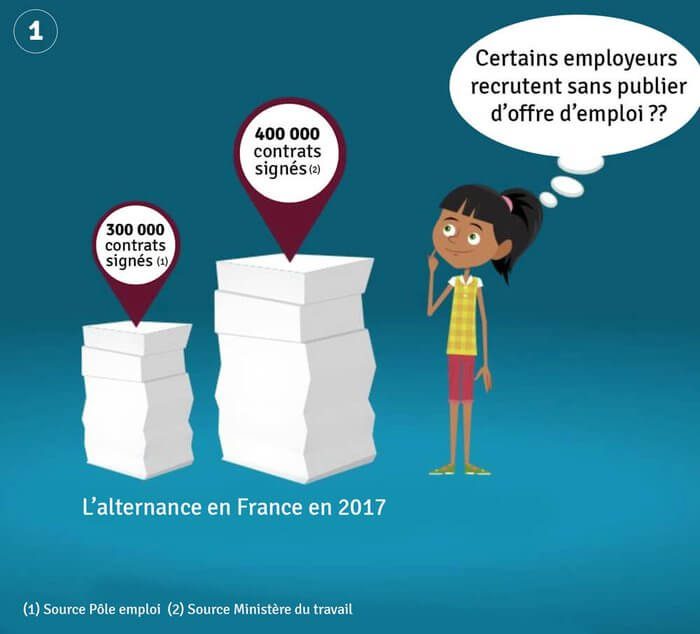 1
Certains employeurs
recrutent sans publier
d’offre d’emploi ??
400 000
contrats
signés (2)
300 000
contrats
signés (1)
L’alternance en France en 2017
(1) Source Pôle emploi (2) Source Ministère du travail